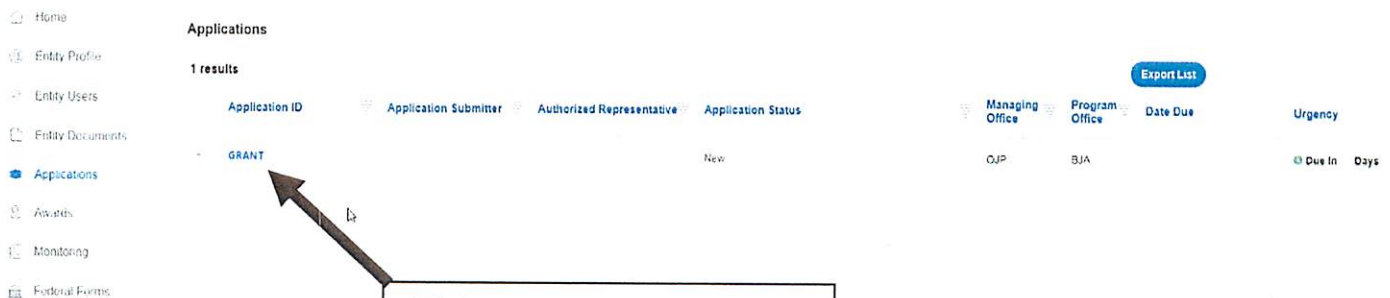 Home
Entity Profile
Entity Users
Entity Documents
Applications
Awards
Monitoring
Federal Forms
Applications
1 results
Export List
Application ID Application Submitter Authorized Representative Application Status Managing Office Program Office Date Due Urgency
GRANT New OJP BJA Due In Days